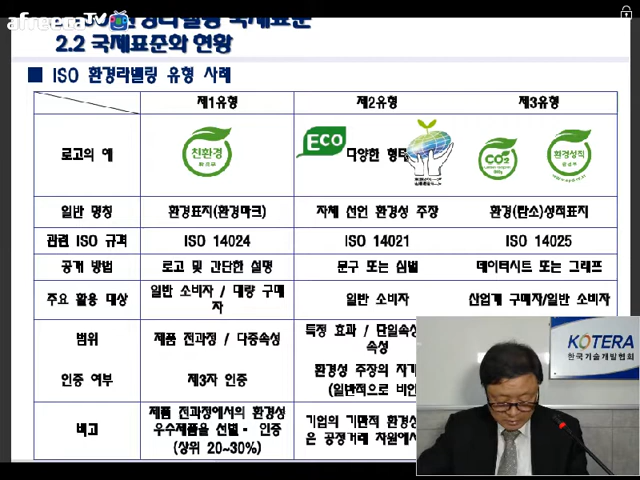 afreecaTV
국제표준
2.2 국제표준와 현황
■ ISO 환경라벨링 유형 사례
제1유형 제2유형 제3유형
로고의 예 친환경 ECO 다양한 형태 CO2 환경성적
일반 명칭 환경표지(환경마크) 자체 선언 환경성 주장 환경(탄소)성적표지
관련 ISO 규격 ISO 14024 ISO 14021 ISO 14025
공개 방법 로고 및 간단한 설명 문구 또는 심벌 데이터시트 또는 그래프
주요 활용 대상 일반 소비자 / 대량 구매자 일반 소비자 산업계 구매자/일반 소비자
범위 제품 전과정 / 다중속성 특정 효과 / 단일속성 속성
인증 여부 제3자 인증 환경성 주장의 자기 (일반적으로 비인
비고 제품 전과정에서의 환경성 우수제품을 선별 - 인증 (상위 20~30%) 기업의 기만적 환경성 은 공정거래 차원에서
KOTERA
한국기술개발협회